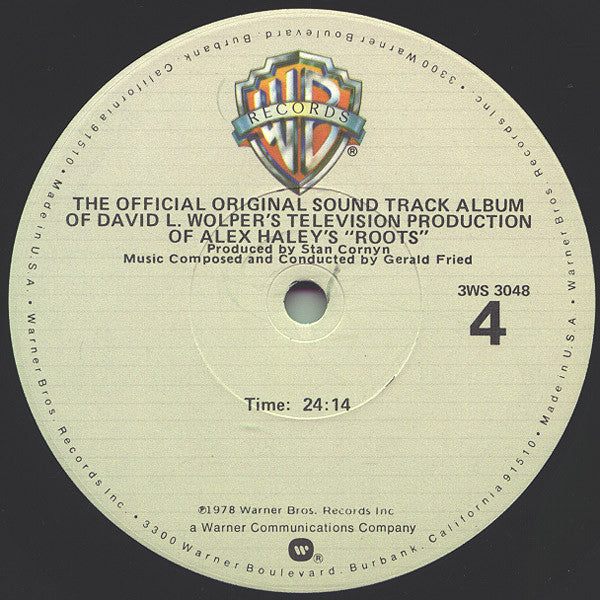 WB
RECORDS
®
THE OFFICIAL ORIGINAL SOUND TRACK ALBUM
OF DAVID L. WOLPER'S TELEVISION PRODUCTION
OF ALEX HALEY'S "ROOTS"
Produced by Stan Cornyn
Music Composed and Conducted by Gerald Fried
3WS 3048
4
Time: 24:14
℗1978 Warner Bros. Records Inc
a Warner Communications Company
W ®
Made in U.S.A. • Warner Bros. Records Inc. • 3300 Warner Boulevard, Burbank, California 91510 • Made in U.S.A. • Warner Bros. Records Inc. • 3300 Warner Boulevard, Burbank, California 91510 •